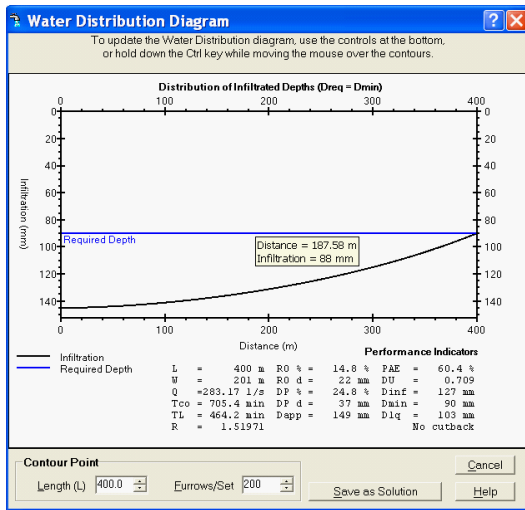 Water Distribution Diagram
To update the Water Distribution diagram, use the controls at the bottom,
or hold down the Ctrl key while moving the mouse over the contours.
Distribution of Infiltrated Depths (Dreq = Dmin)
0 100 200 300 400
0 0
20 20
40 40
60 60
80 80
100 100
120 120
140 140
Infiltration (mm)
Required Depth
Distance = 187.58 m
Infiltration = 88 mm
0 100 200 300 400
Distance (m)
Infiltration
Required Depth
Performance Indicators
L = 400 m RO % = 14.8 % PAE = 60.4 %
W = 201 m RO d = 22 mm DU = 0.709
Q =283.17 l/s DP % = 24.8 % Dinf = 127 mm
Tco = 705.4 min DP d = 37 mm Dmin = 90 mm
TL = 464.2 min Dapp = 149 mm Dlq = 103 mm
R = 1.51971 No cutback
Contour Point
Length (L) 400.0 Furrows/Set 200
Save as Solution
Cancel
Help